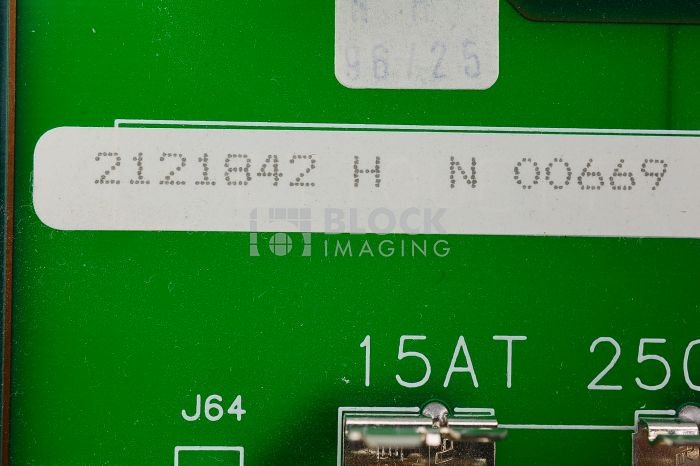 N M
96/25
2121842 H N 00669
BLOCK
IMAGING
15AT 250
J64